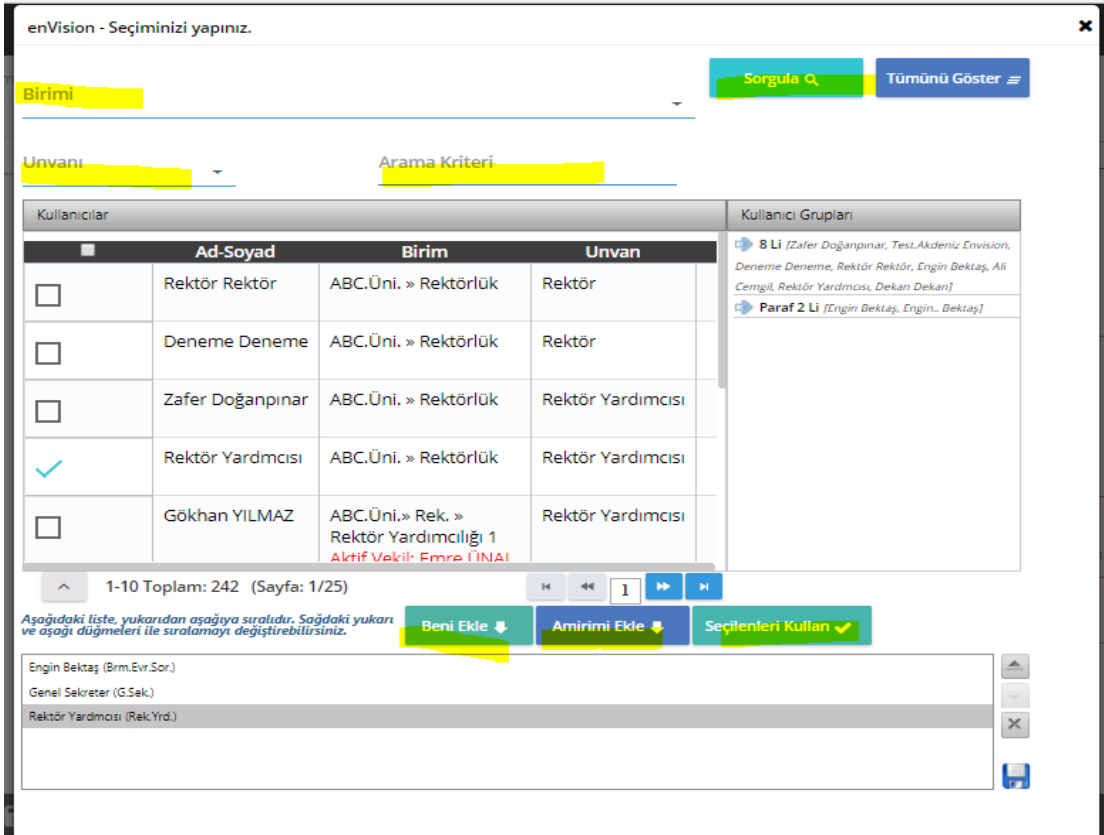 enVision - Seçiminizi yapınız.
Sorgula
Tümünü Göster
Birimi
Unvanı
Arama Kriteri
Kullanıcılar
Kullanıcı Grupları
Ad-Soyad Birim Unvan
Rektör Rektör ABC.Üni. » Rektörlük Rektör
Deneme Deneme ABC.Üni. » Rektörlük Rektör
Zafer Doğanpınar ABC.Üni. » Rektörlük Rektör Yardımcısı
Rektör Yardmcısı ABC.Üni. » Rektörlük Rektör Yardımcısı
Gökhan YILMAZ ABC.Üni.» Rek. » Rektör Yardımcısı
Rektör Yardımcılığı 1
Aktif Vekil: Emre ÜNAL
8 Li [Zafer Doğanpınar, Test.Akdeniz Envision,
Deneme Deneme, Rektör Rektör, Engin Bektaş, Ali
Cemgil, Rektör Yardmcısı, Dekan Dekan]
Paraf 2 Li [Engin Bektaş, Engin.. Bektaş]
1-10 Toplam: 242 (Sayfa: 1/25)
1
Aşağıdaki liste, yukarıdan aşağıya sıralıdır. Sağdaki yukarı
ve aşağı düğmeleri ile sıralamayı değiştirebilirsiniz.
Beni Ekle
Amirimi Ekle
Seçilenleri Kullan
Engin Bektaş (Brm.Evr.Sor.)
Genel Sekreter (G.Sek.)
Rektör Yardmcısı (Rek.Yrd.)